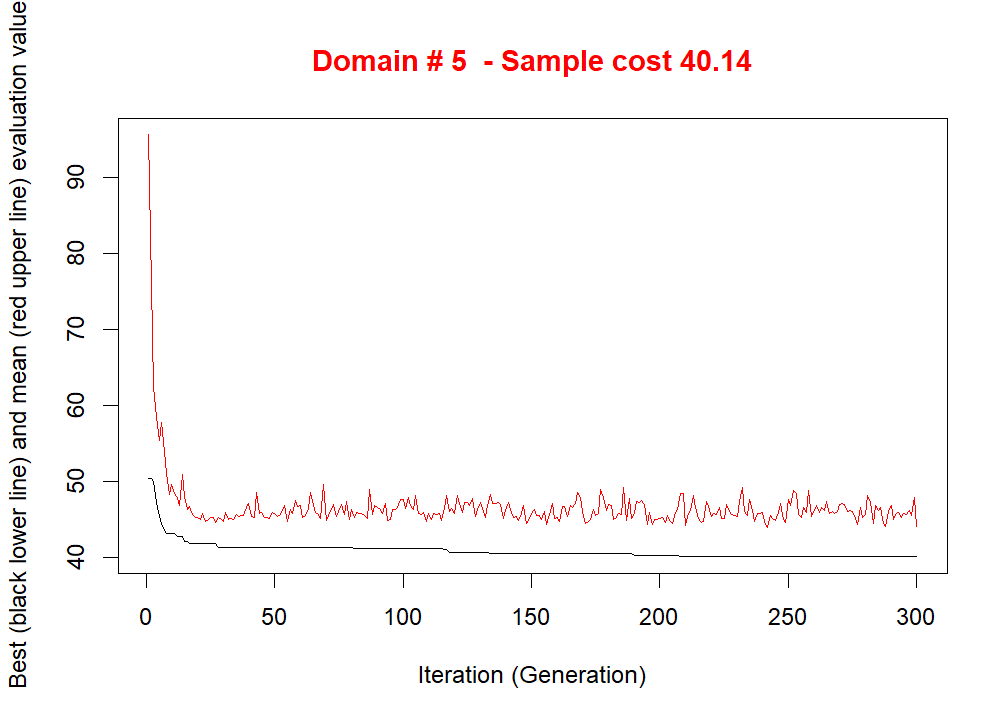 Domain # 5  - Sample cost 40.14
Best (black lower line) and mean (red upper line) evaluation value
90
80
70
60
50
40
0 50 100 150 200 250 300
Iteration (Generation)